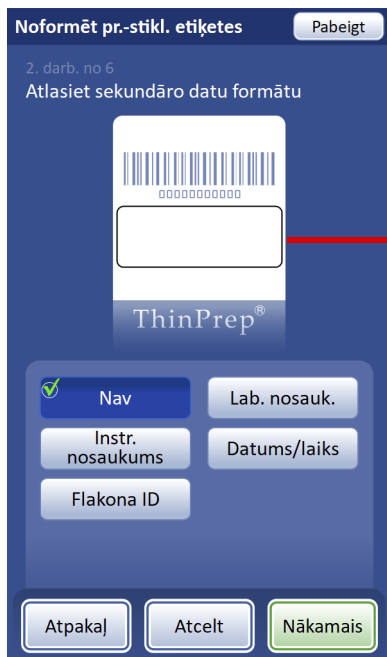 Noformēt pr.-stikl. etiķetes
Pabeigt
2. darb. no 6
Atlasiet sekundāro datu formātu
00000000000
ThinPrep®
Nav
Lab. nosauk.
Instr.
nosaukums
Datums/laiks
Flakona ID
Atpakaļ
Atcelt
Nākamais